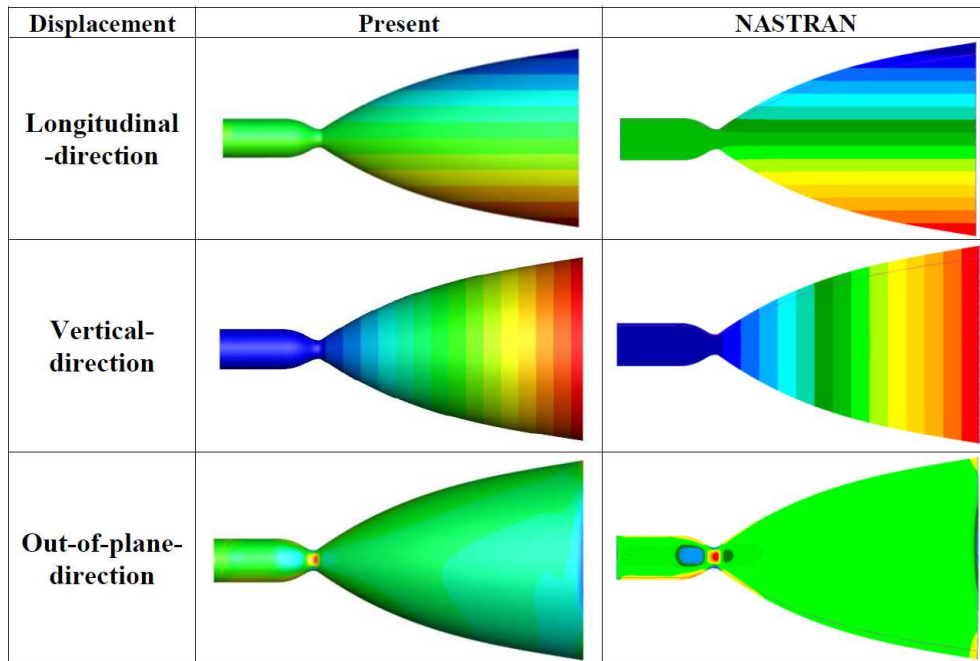 Displacement Present NASTRAN
Longitudinal
-direction
Vertical-
direction
Out-of-plane-
direction